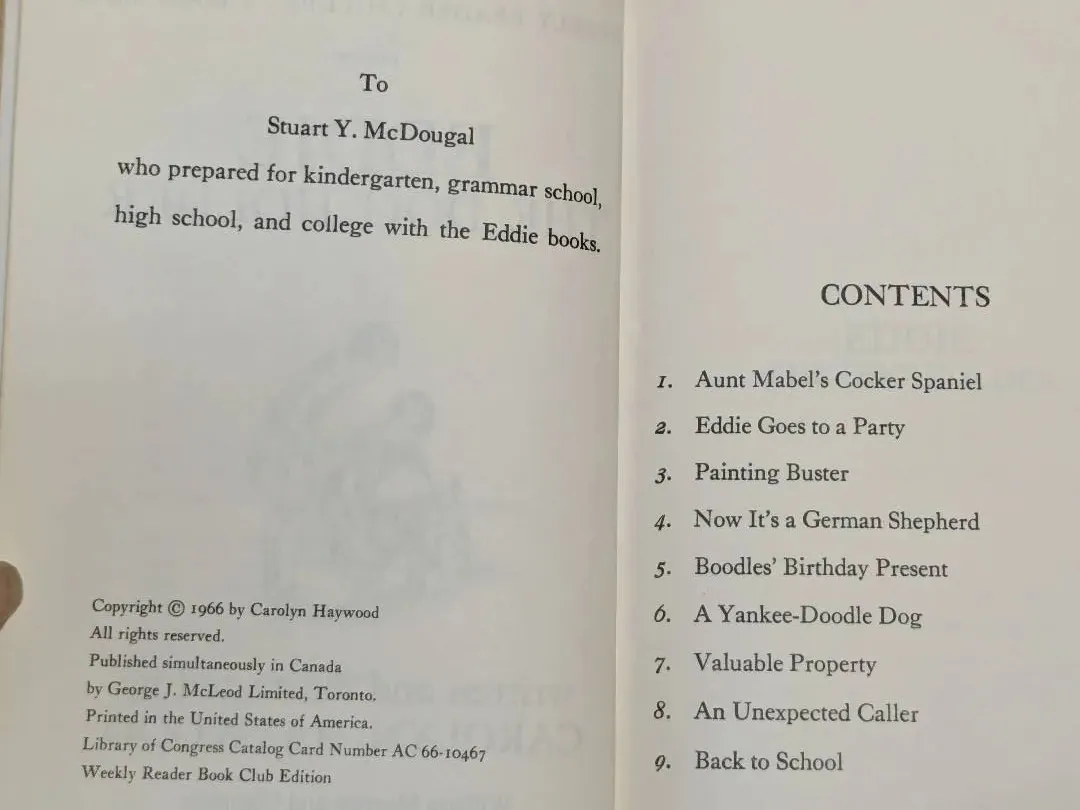 To
Stuart Y. McDougal
who prepared for kindergarten, grammar school,
high school, and college with the Eddie books.
Copyright © 1966 by Carolyn Haywood
All rights reserved.
Published simultaneously in Canada
by George J. McLeod Limited, Toronto.
Printed in the United States of America.
Library of Congress Catalog Card Number AC 66-10467
Weekly Reader Book Club Edition
CONTENTS
1. Aunt Mabel's Cocker Spaniel
2. Eddie Goes to a Party
3. Painting Buster
4. Now It's a German Shepherd
5. Boodles' Birthday Present
6. A Yankee-Doodle Dog
7. Valuable Property
8. An Unexpected Caller
9. Back to School